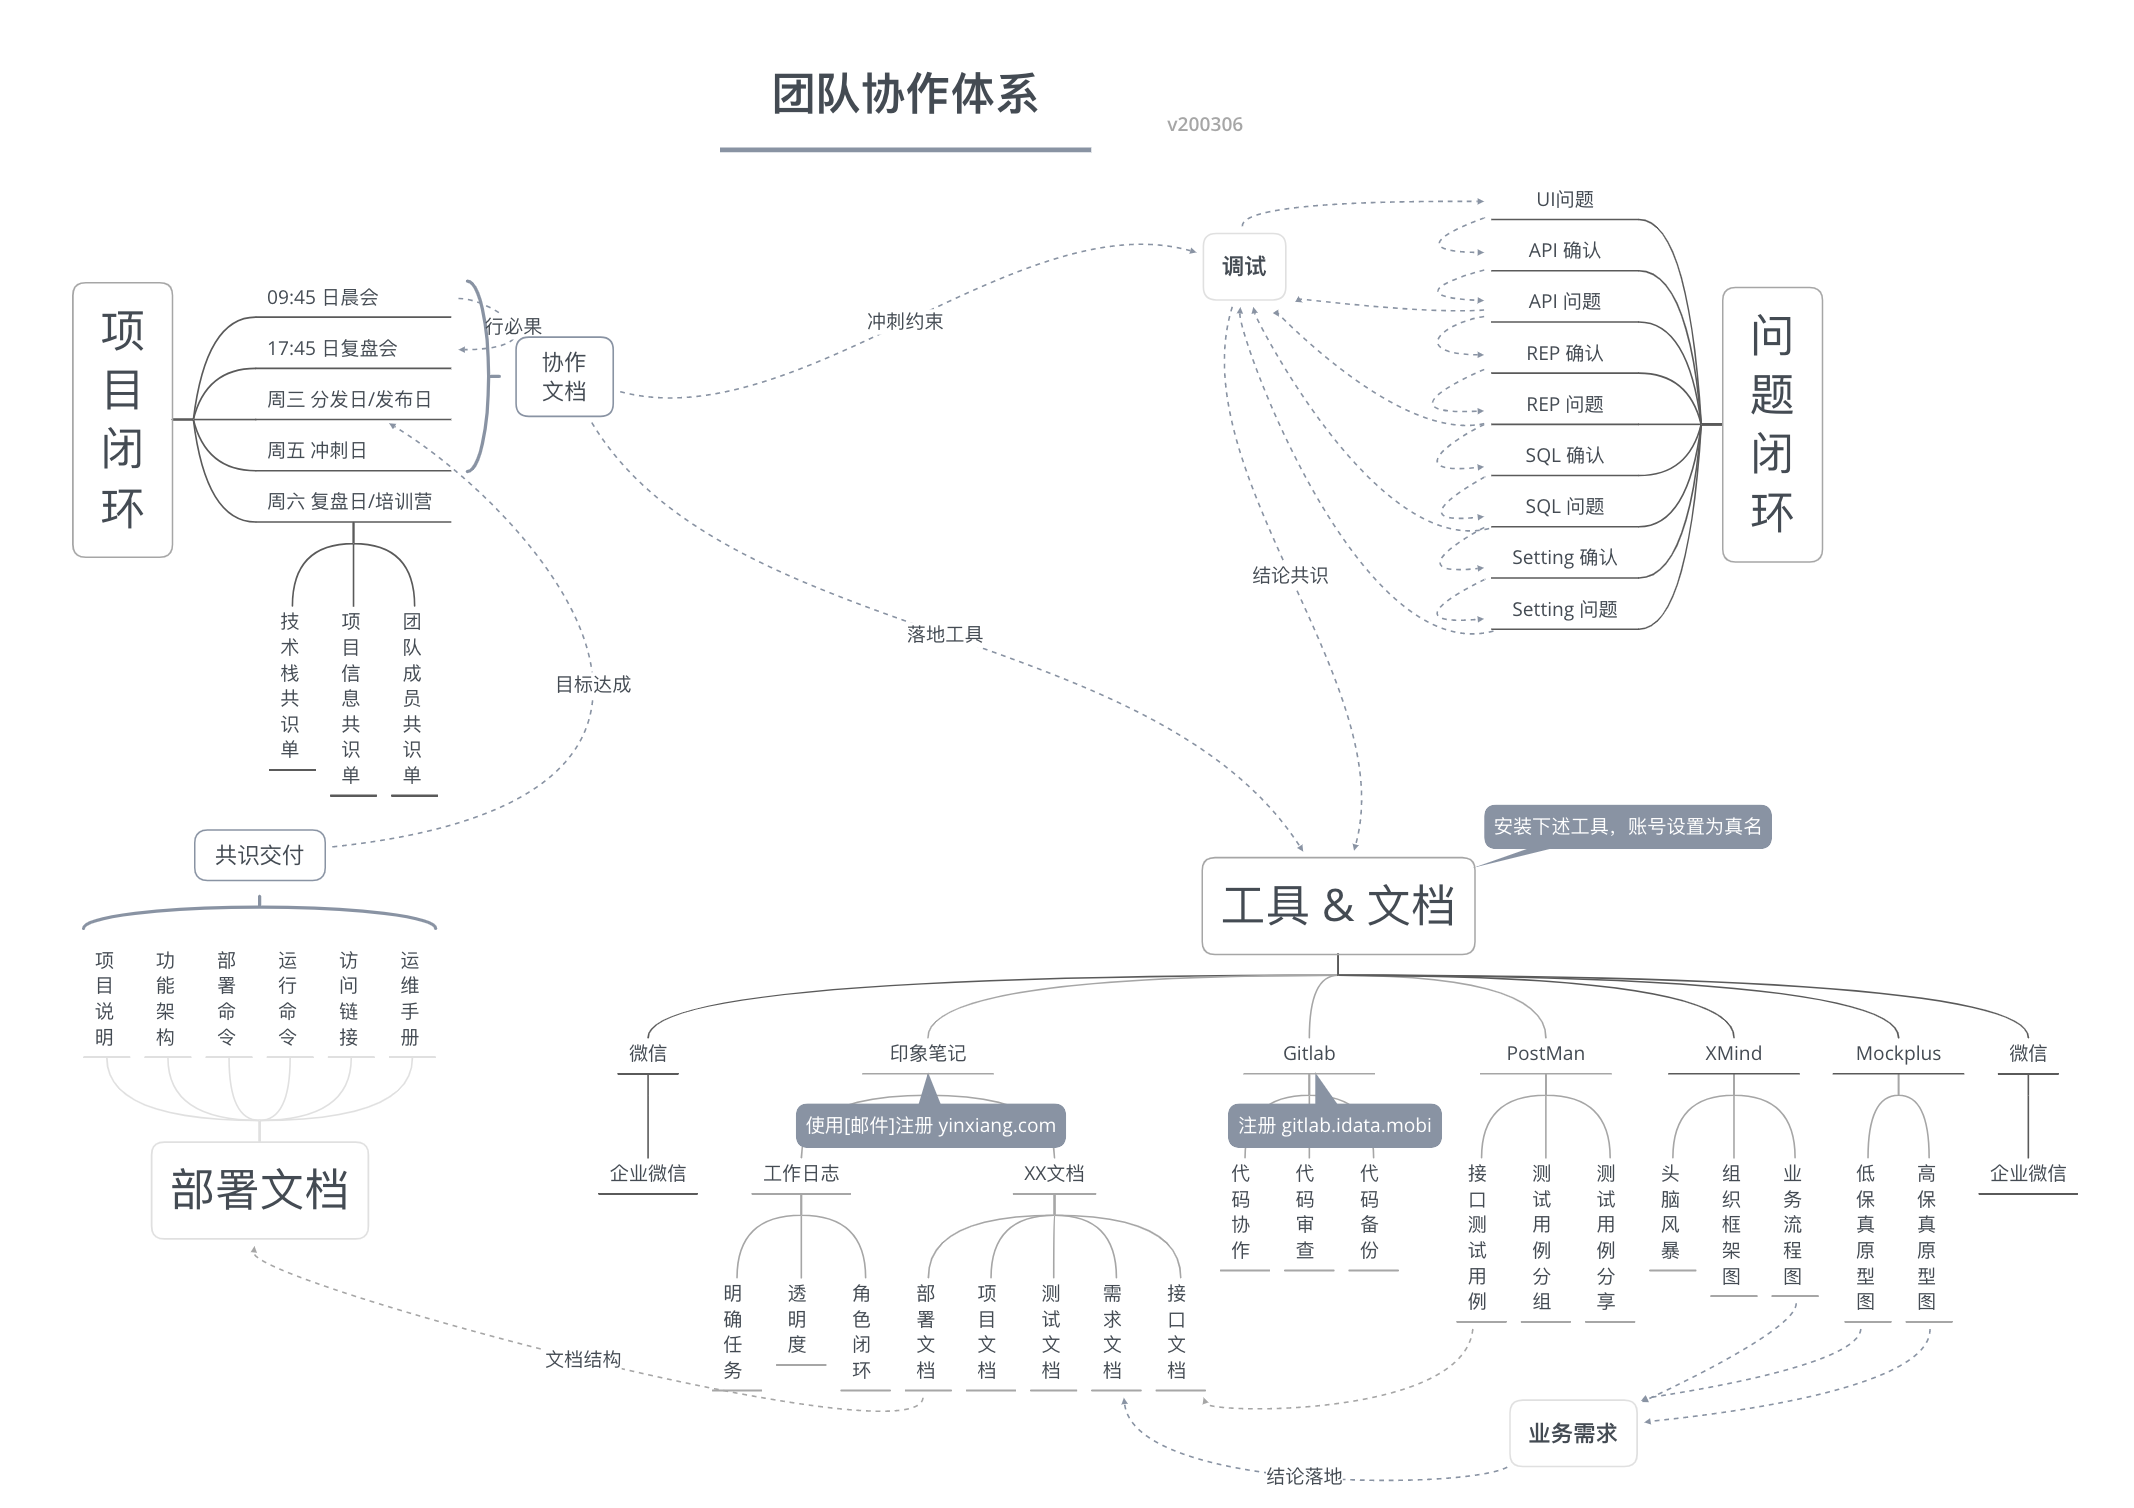 团队协作体系
v200306
项目闭环
09:45 日晨会
17:45 日复盘会
周三 分发日/发布日
周五 冲刺日
周六 复盘日/培训营
行必果
协作
文档
技术栈共识单
项目信息共识单
团队成员共识单
冲刺约束
调试
UI问题
API 确认
API 问题
REP 确认
REP 问题
SQL 确认
SQL 问题
Setting 确认
Setting 问题
问题闭环
结论共识
落地工具
目标达成
共识交付
项目说明
功能架构
部署命令
运行命令
访问链接
运维手册
部署文档
安装下述工具，账号设置为真名
工具 & 文档
微信
印象笔记
Gitlab
PostMan
XMind
Mockplus
微信
使用[邮件]注册 yinxiang.com
注册 gitlab.idata.mobi
企业微信
工作日志
XX文档
代码协作
代码审查
代码备份
接口测试用例
测试用例分组
测试用例分享
头脑风暴
组织框架图
业务流程图
低保真原型图
高保真原型图
企业微信
明确任务
透明度
角色闭环
部署文档
项目文档
测试文档
需求文档
接口文档
文档结构
业务需求
结论落地